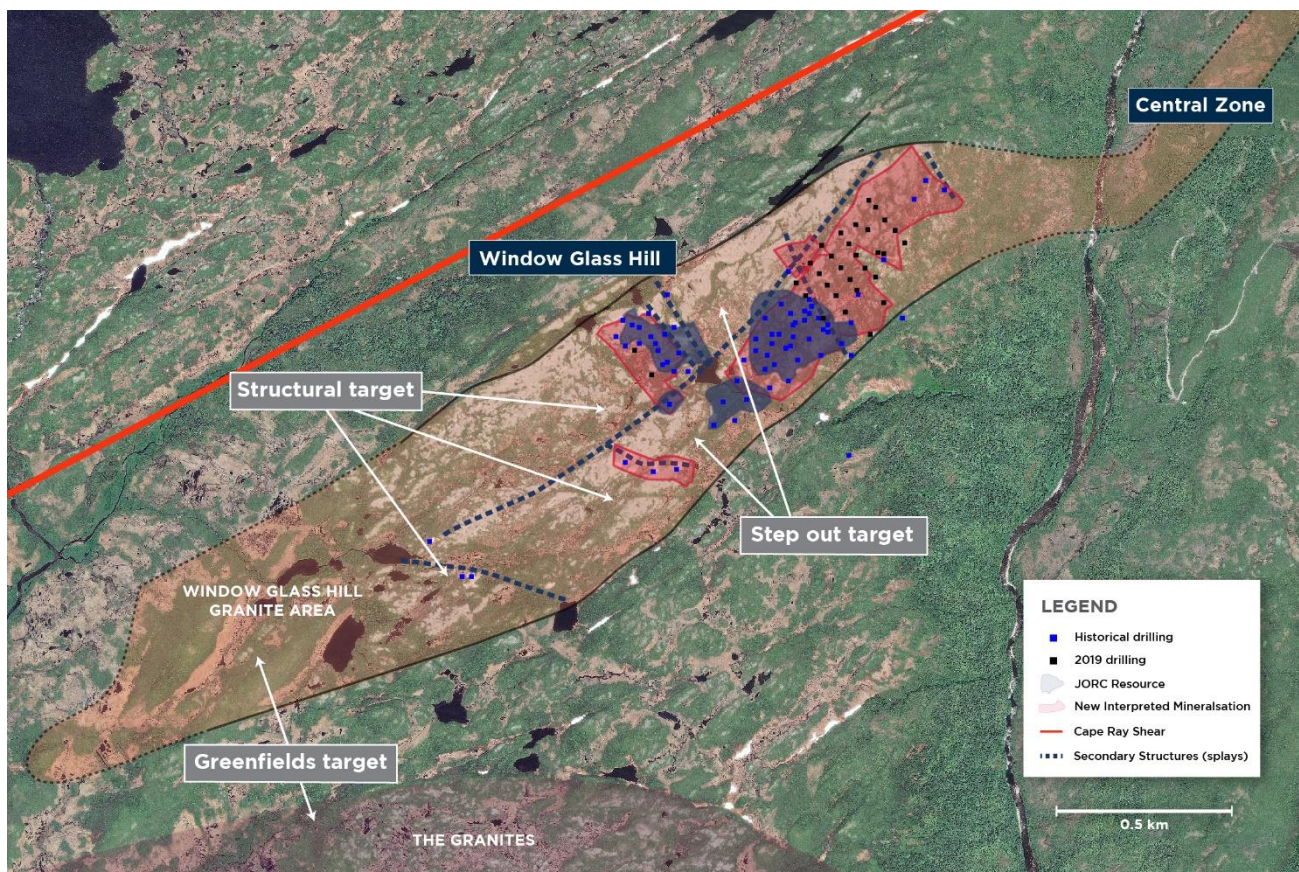 Central Zone
Window Glass Hill
Structural target
Step out target
WINDOW GLASS HILL
GRANITE AREA
Greenfields target
THE GRANITES
LEGEND
Historical drilling
2019 drilling
JORC Resource
New Interpreted Mineralsation
Cape Ray Shear
Secondary Structures (splays)
0.5 km